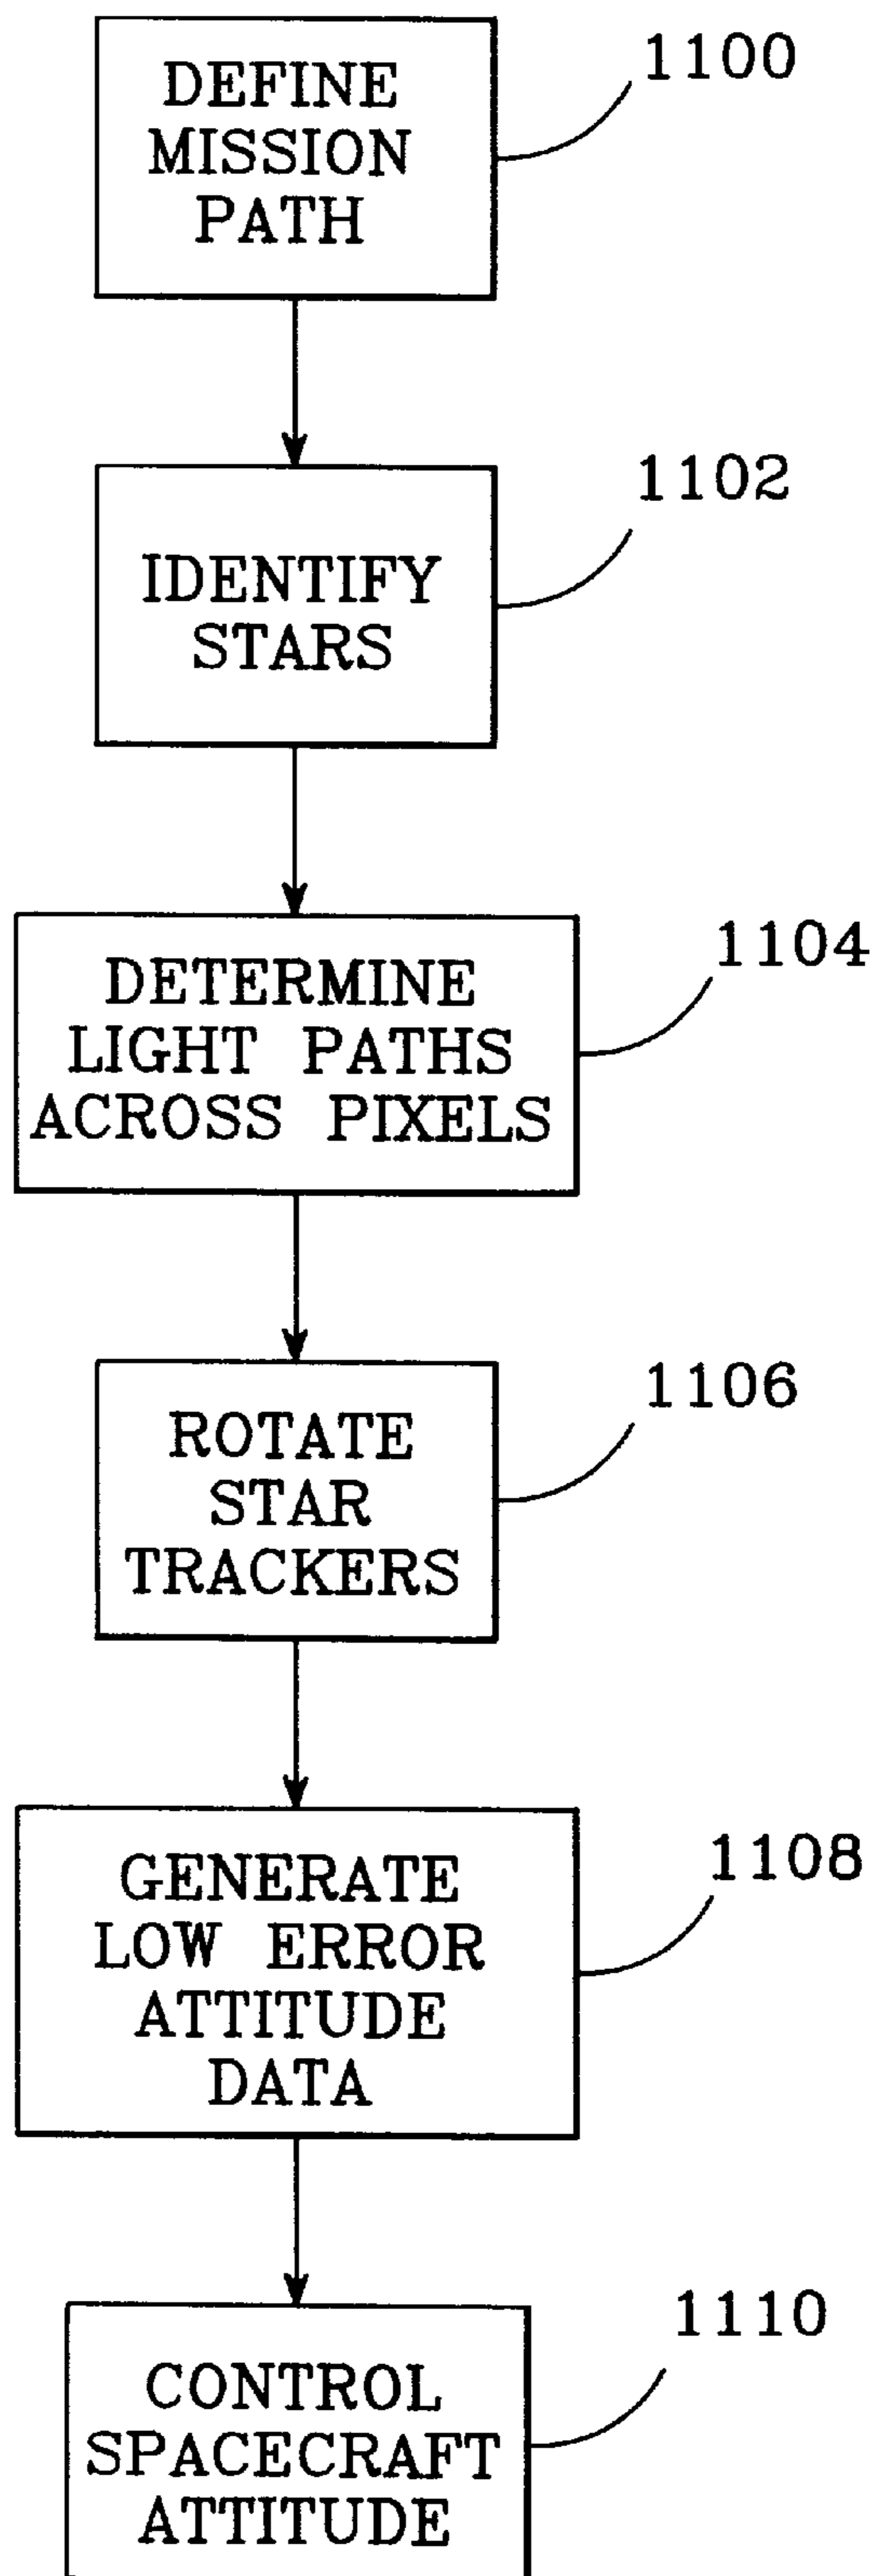 DEFINE
MISSION
PATH
1100
IDENTIFY
STARS
1102
DETERMINE
LIGHT PATHS
ACROSS PIXELS
1104
ROTATE
STAR
TRACKERS
1106
GENERATE
LOW ERROR
ATTITUDE
DATA
1108
CONTROL
SPACECRAFT
ATTITUDE
1110